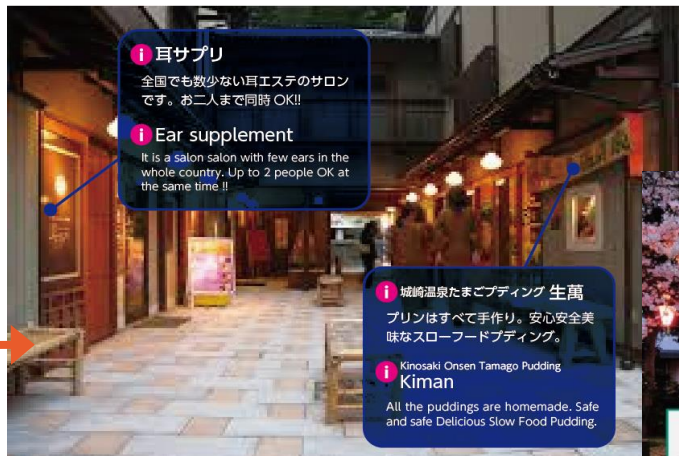 耳サプリ
全国でも数少ない耳エステのサロン
です。お二人まで同時 OK!!
Ear supplement
It is a salon salon with few ears in the
whole country. Up to 2 people OK at
the same time !!
城崎温泉たまごプディング 生萬
プリンはすべて手作り。安心安全美
味なスローフードプディング。
Kinosaki Onsen Tamago Pudding
Kiman
All the puddings are homemade. Safe
and safe Delicious Slow Food Pudding.